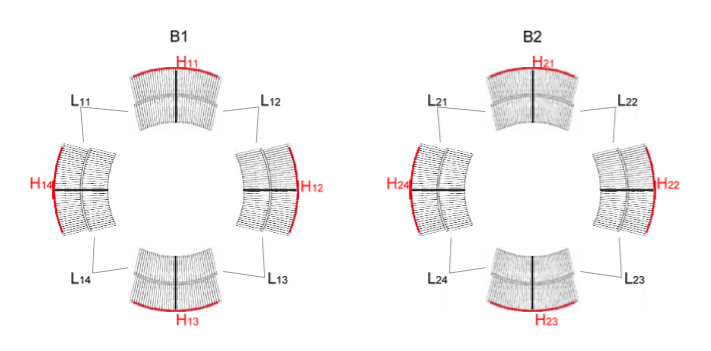 B1 B2
H11 H21
L11 L12 L21 L22
H14 H12 H24 H22
L14 L13 L24 L23
H13 H23